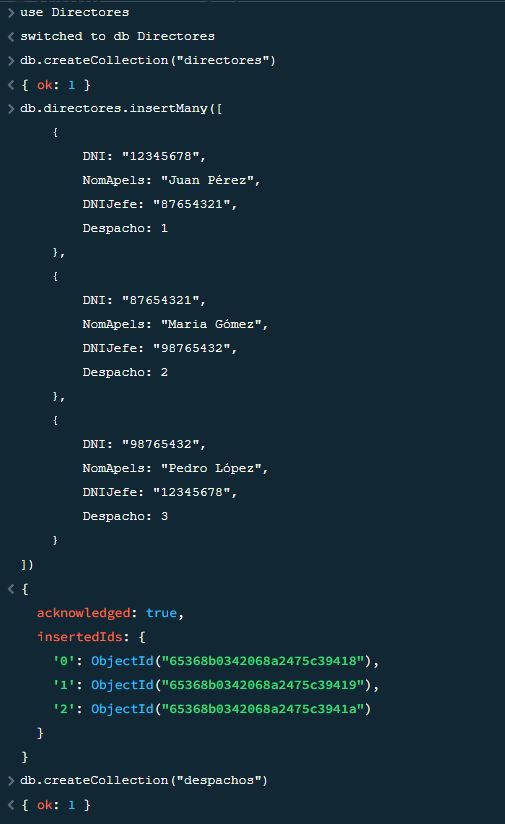 use Directores
switched to db Directores
db.createCollection("directores")
{ ok: 1 }
db.directores.insertMany([
{
DNI: "12345678",
NomApels: "Juan Pérez",
DNIJefe: "87654321",
Despacho: 1
},
{
DNI: "87654321",
NomApels: "Maria Gómez",
DNIJefe: "98765432",
Despacho: 2
},
{
DNI: "98765432",
NomApels: "Pedro López",
DNIJefe: "12345678",
Despacho: 3
}
])
{
acknowledged: true,
insertedIds: {
'0': ObjectId("65368b0342068a2475c39418"),
'1': ObjectId("65368b0342068a2475c39419"),
'2': ObjectId("65368b0342068a2475c3941a")
}
}
db.createCollection("despachos")
{ ok: 1 }